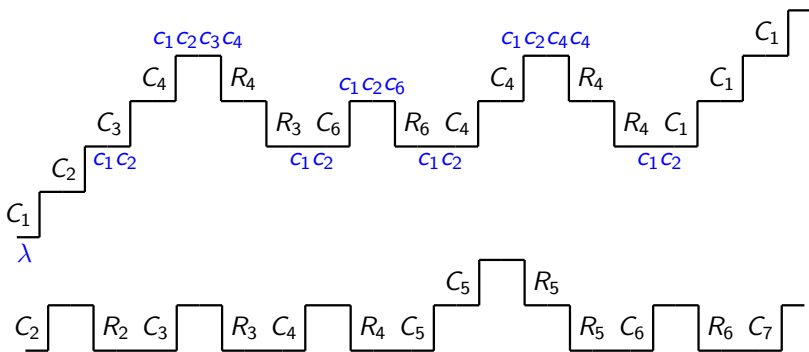 c₁c₂c₃c₄ c₁c₂c₄c₄ C₁
C₄ R₄ c₁c₂c₆ C₄ R₄ C₁
C₃ R₃ C₆ R₆ C₄ R₄ C₁
C₂ c₁c₂ c₁c₂ c₁c₂ c₁c₂
C₁
λ
C₅ R₅
C₂ R₂ C₃ R₃ C₄ R₄ C₅ R₅ C₆ R₆ C₇